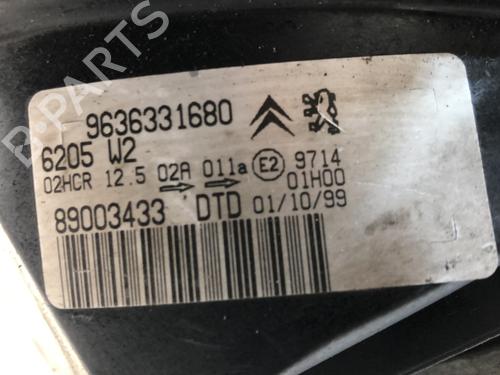 B-PARTS
9636331680
6205 W2
02HCR 12.5 02A 011a E2 9714
01H00
89003433 DTD 01/10/99